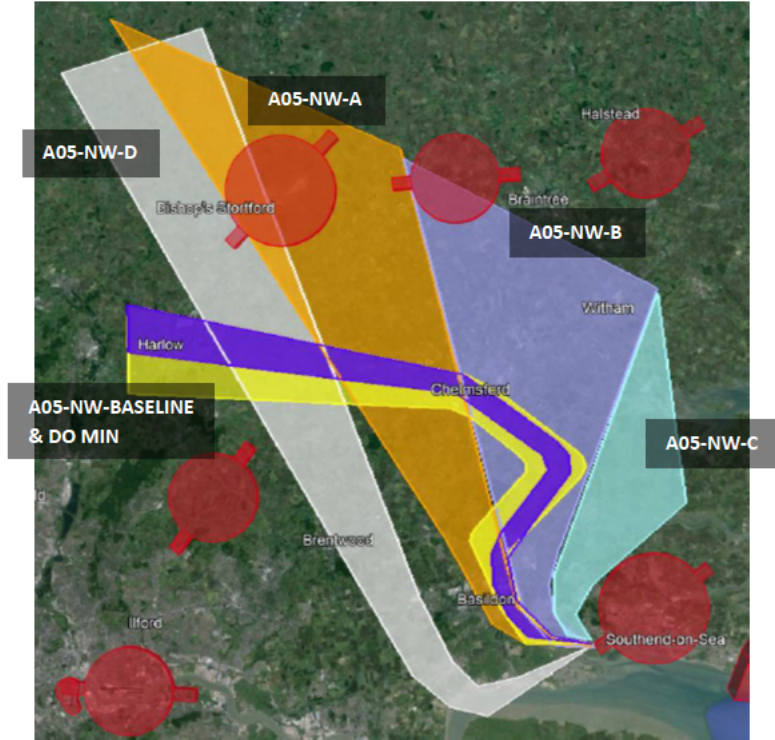 Halstead
A05-NW-A
A05-NW-D
Bishop's Stortford
Braintree
A05-NW-B
Witham
Harlow
Chelmsford
A05-NW-BASELINE
& DO MIN
A05-NW-C
Brentwood
Basildon
Ilford
Southend-on-Sea